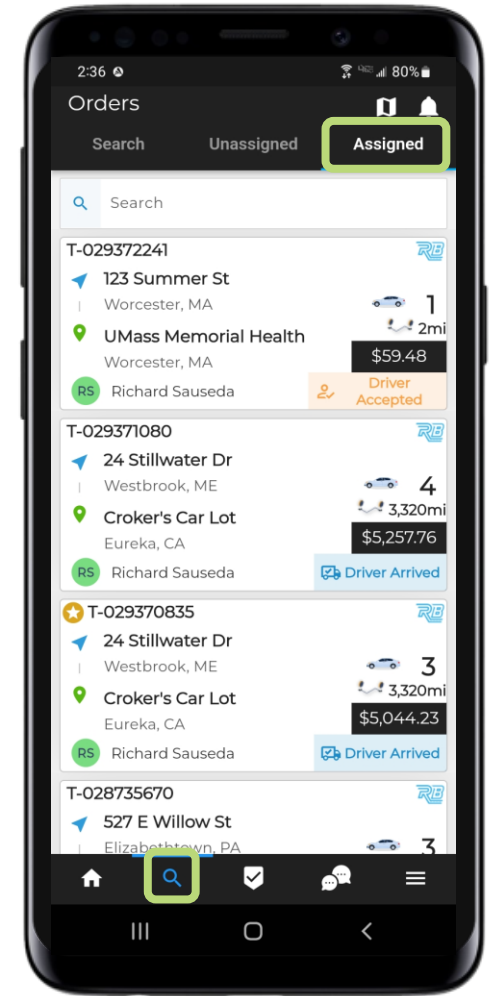 2:36
80%
Orders
Search Unassigned Assigned
Search
T-029372241 RB
123 Summer St
Worcester, MA 1
2mi
UMass Memorial Health
Worcester, MA $59.48
RS Richard Sauseda Driver
Accepted
T-029371080 RB
24 Stillwater Dr
Westbrook, ME 4
3,320mi
Croker's Car Lot
Eureka, CA $5,257.76
RS Richard Sauseda Driver Arrived
T-029370835 RB
24 Stillwater Dr
Westbrook, ME 3
3,320mi
Croker's Car Lot
Eureka, CA $5,044.23
RS Richard Sauseda Driver Arrived
T-028735670 RB
527 E Willow St
Elizabethtown, PA 3